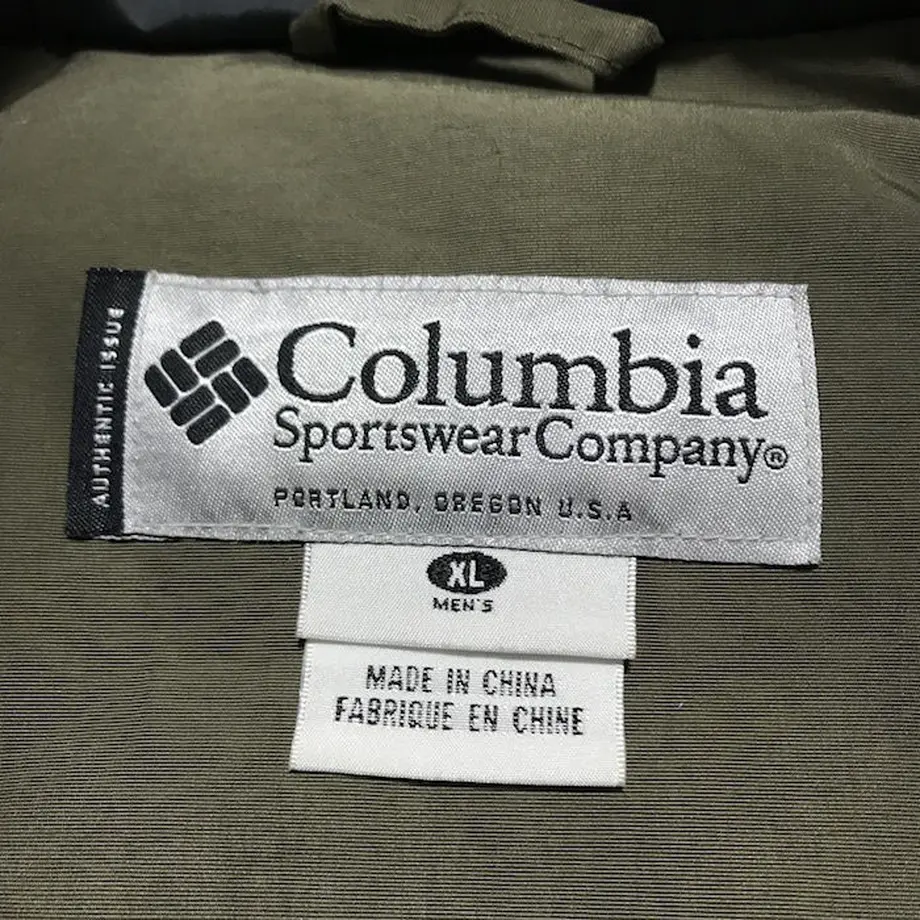 AUTHENTIC ISSUE
Columbia
Sportswear Company®
PORTLAND, OREGON U.S.A
XL
MEN'S
MADE IN CHINA
FABRIQUE EN CHINE